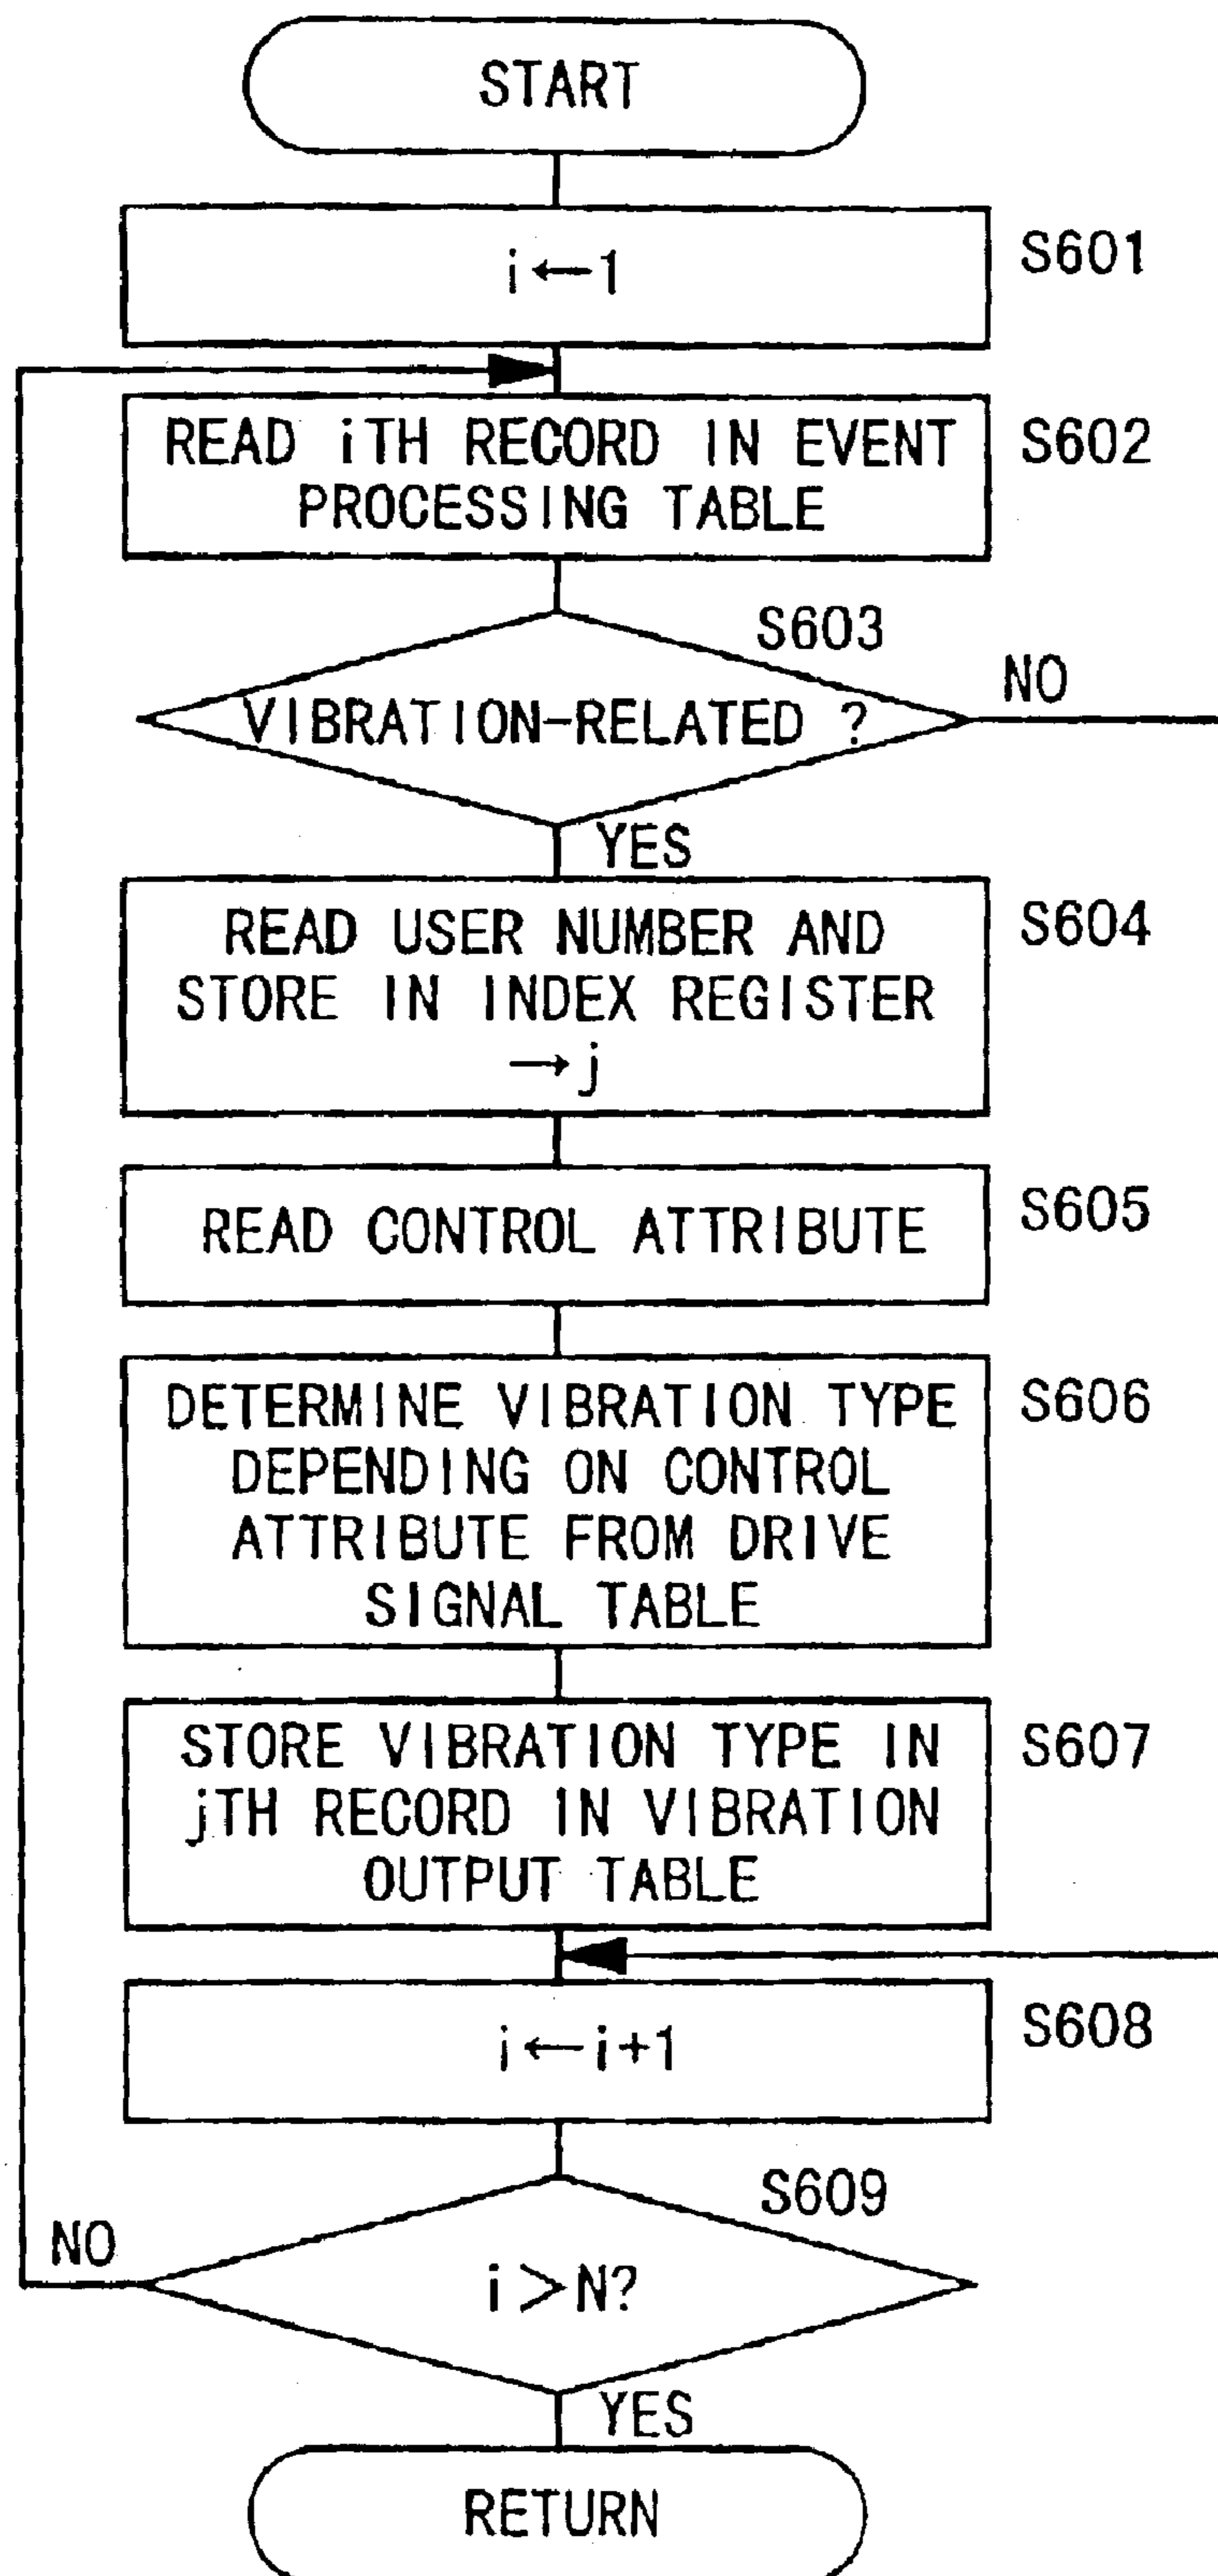 START
i←1
S601
READ iTH RECORD IN EVENT
PROCESSING TABLE
S602
S603
VIBRATION-RELATED ?
NO
YES
READ USER NUMBER AND
STORE IN INDEX REGISTER
→j
S604
READ CONTROL ATTRIBUTE
S605
DETERMINE VIBRATION TYPE
DEPENDING ON CONTROL
ATTRIBUTE FROM DRIVE
SIGNAL TABLE
S606
STORE VIBRATION TYPE IN
jTH RECORD IN VIBRATION
OUTPUT TABLE
S607
i←i+1
S608
S609
NO
i>N?
YES
RETURN